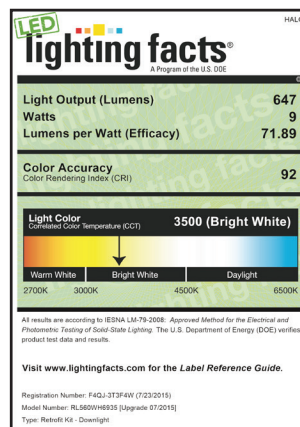 LED
HALO
lighting facts®
A Program of the U.S. DOE
Light Output (Lumens) 647
Watts 9
Lumens per Watt (Efficacy) 71.89
Color Accuracy
Color Rendering Index (CRI) 92
Light Color
Correlated Color Temperature (CCT) 3500 (Bright White)
Warm White Bright White Daylight
2700K 3000K 4500K 6500K
All results are according to IESNA LM-79-2008: Approved Method for the Electrical and
Photometric Testing of Solid-State Lighting. The U.S. Department of Energy (DOE) verifies
product test data and results.
Visit www.lightingfacts.com for the Label Reference Guide.
Registration Number: F4QJ-3T3F4W (7/23/2015)
Model Number: RL560WH6935 [Upgrade 07/2015]
Type: Retrofit Kit - Downlight